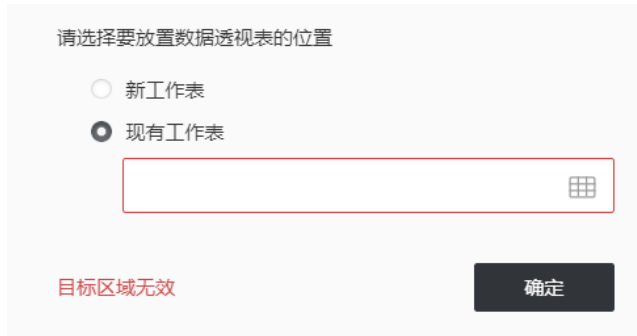 请选择要放置数据透视表的位置
新工作表
现有工作表
目标区域无效
确定